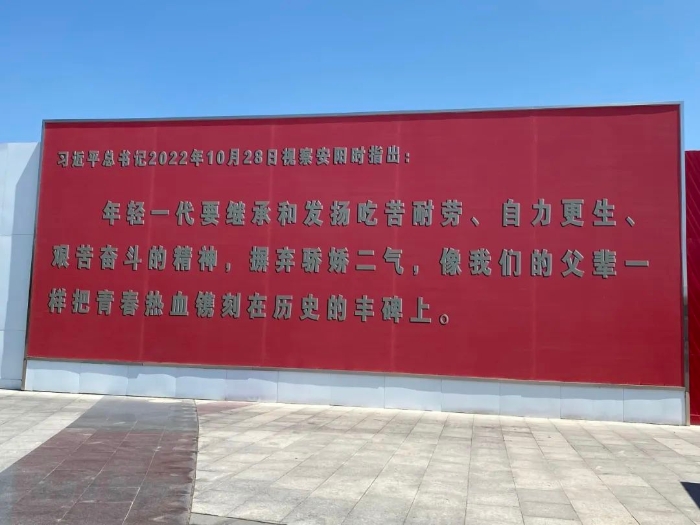 习近平总书记2022年10月28日视察安阳时指出：
年轻一代要继承和发扬吃苦耐劳、自力更生、
艰苦奋斗的精神，摒弃骄娇二气，像我们的父辈一
样把青春热血镌刻在历史的丰碑上。